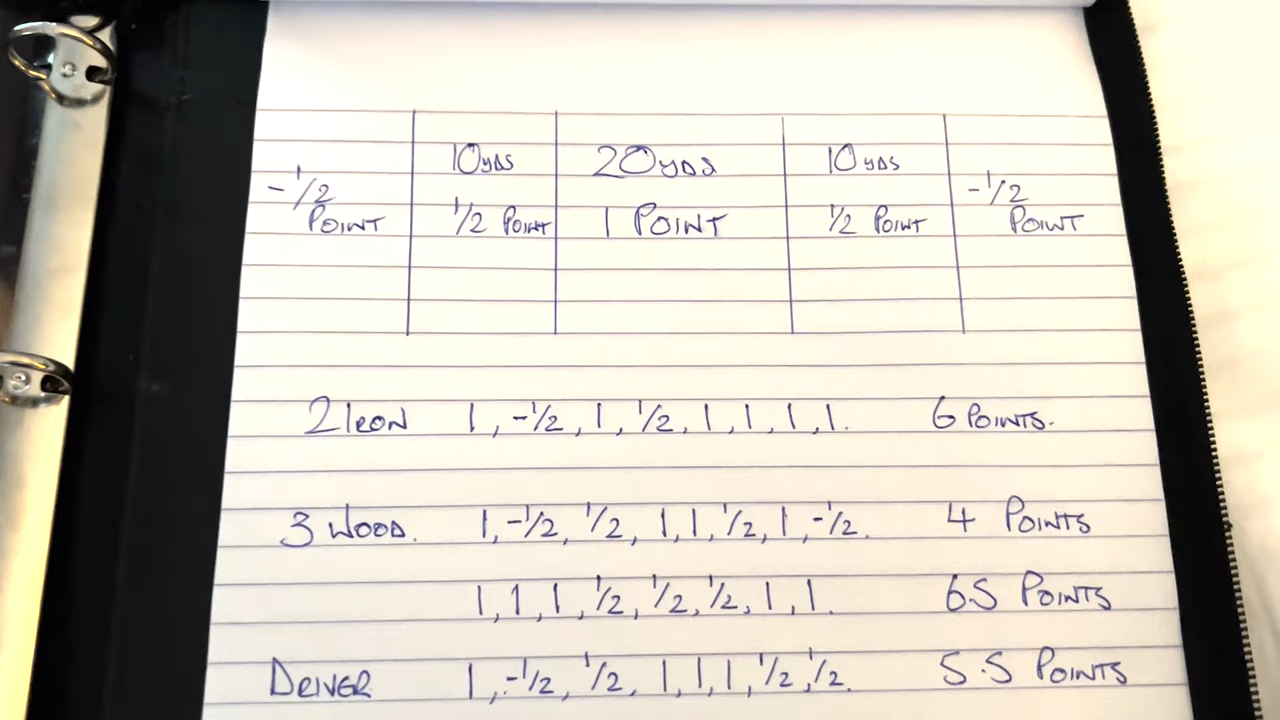 10yds 20yds 10yds
-1/2 POINT 1/2 POINT 1 POINT 1/2 POINT -1/2 POINT
2 IRON 1, -1/2, 1, 1/2, 1, 1, 1, 1. 6 POINTS.
3 WOOD. 1, -1/2, 1/2, 1, 1, 1/2, 1, -1/2. 4 POINTS
1, 1, 1, 1/2, 1/2, 1/2, 1, 1. 6.5 POINTS
DRIVER 1, -1/2, 1/2, 1, 1, 1, 1/2, 1/2. 5.5 POINTS